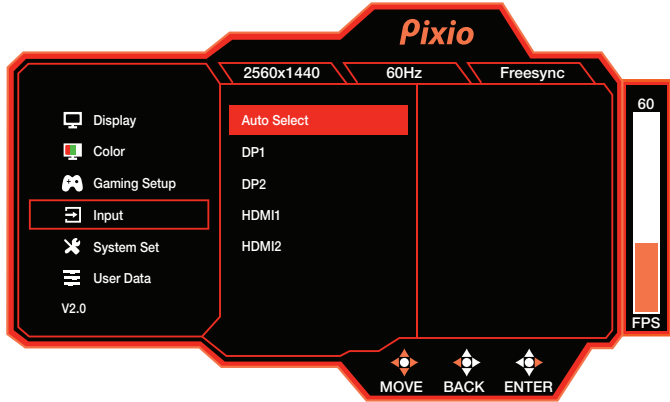 Pixio
2560x1440 60Hz Freesync
60
Display
Color
Gaming Setup
Input
System Set
User Data
V2.0
Auto Select
DP1
DP2
HDMI1
HDMI2
FPS
MOVE BACK ENTER